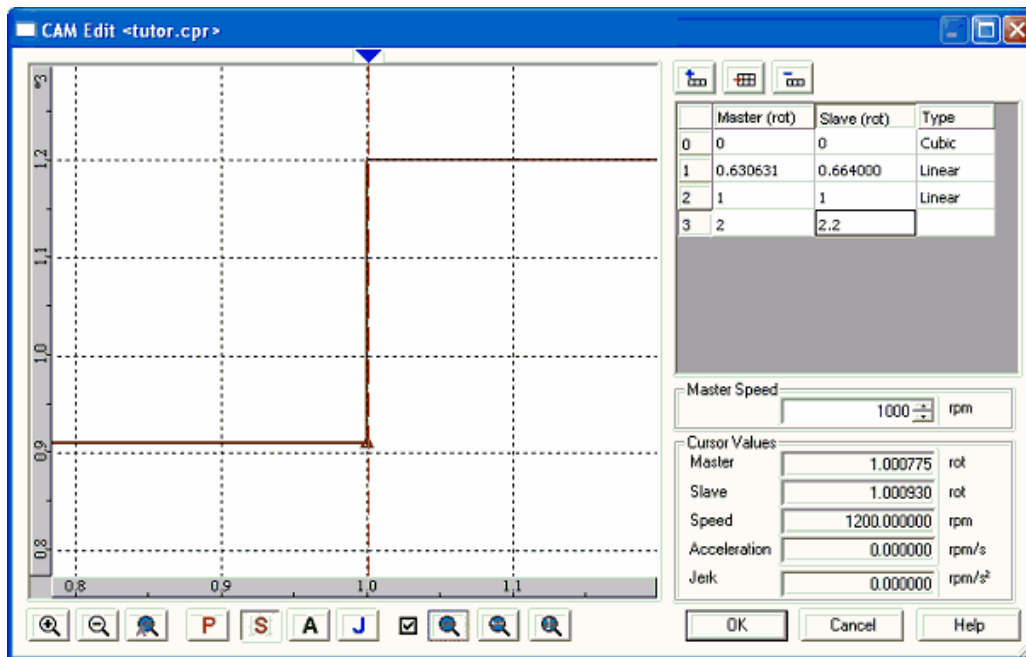 CAM Edit <tutor.cpr>
e3
1,2
1,1
1,0
0,9
0,8
0,8 0,9 1,0 1,1
P S A J
Master (rot) Slave (rot) Type
0 0 0 Cubic
1 0.630631 0.664000 Linear
2 1 1 Linear
3 2 2.2
Master Speed
1000 rpm
Cursor Values
Master 1.000775 rot
Slave 1.000930 rot
Speed 1200.000000 rpm
Acceleration 0.000000 rpm/s
Jerk 0.000000 rpm/s²
OK Cancel Help